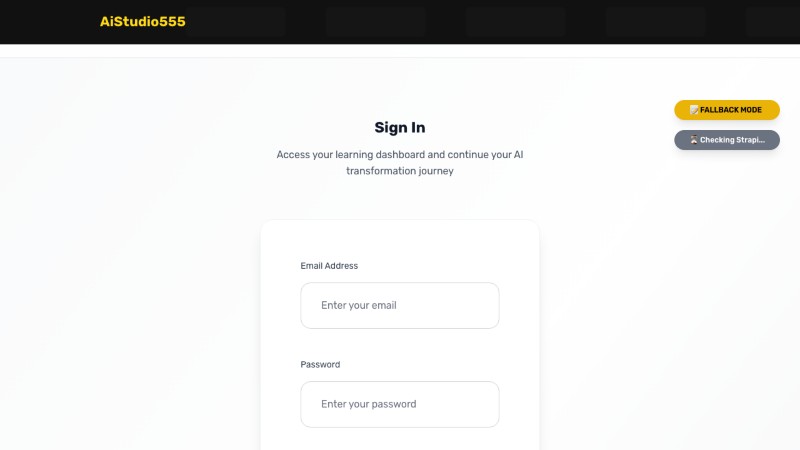 AiStudio555
📝 FALLBACK MODE
⏳ Checking Strapi...
Sign In
Access your learning dashboard and continue your AI
transformation journey
Email Address
Enter your email
Password
Enter your password